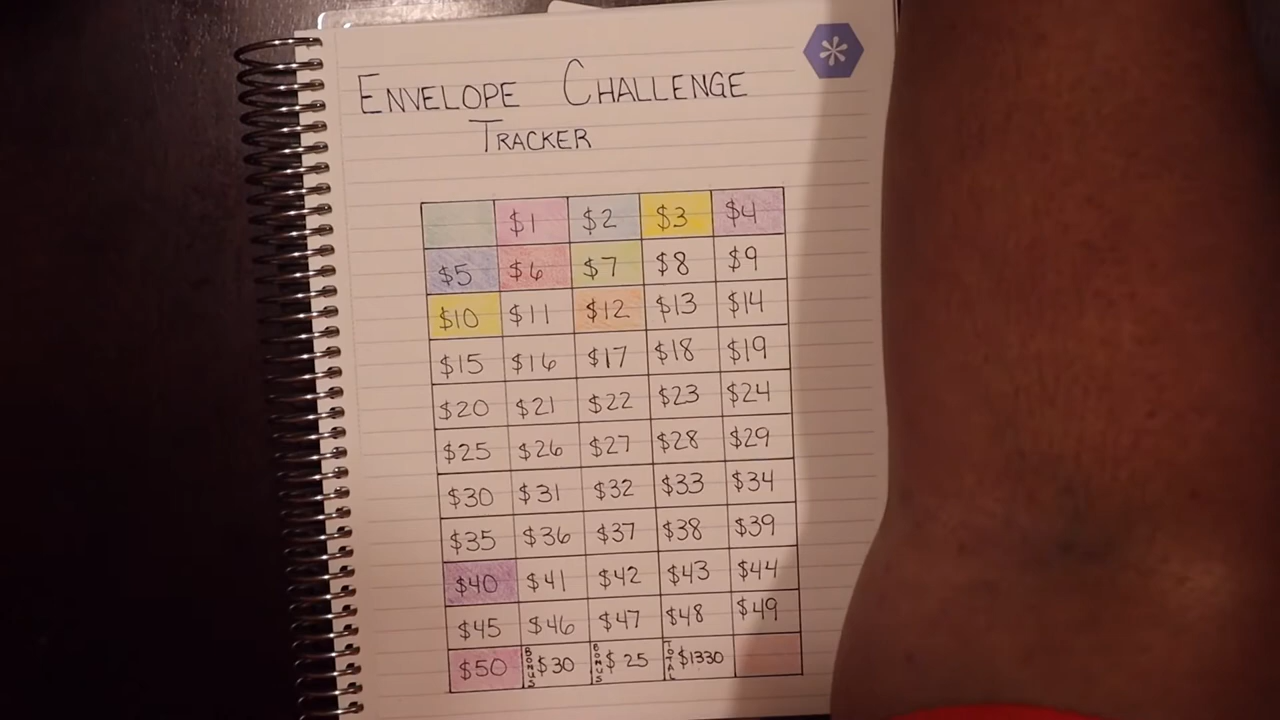 ENVELOPE CHALLENGE
TRACKER
$1 $2 $3 $4
$5 $6 $7 $8 $9
$10 $11 $12 $13 $14
$15 $16 $17 $18 $19
$20 $21 $22 $23 $24
$25 $26 $27 $28 $29
$30 $31 $32 $33 $34
$35 $36 $37 $38 $39
$40 $41 $42 $43 $44
$45 $46 $47 $48 $49
$50 BONUS $30 BONUS $25 TOTAL $1330